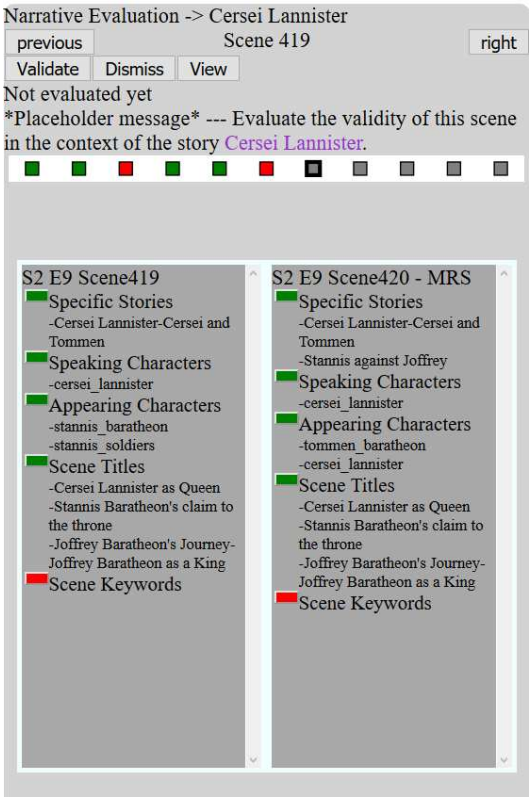 Narrative Evaluation -> Cersei Lannister
previous Scene 419 right
Validate Dismiss View
Not evaluated yet
*Placeholder message* --- Evaluate the validity of this scene
in the context of the story Cersei Lannister.
S2 E9 Scene419
Specific Stories
-Cersei Lannister-Cersei and
Tommen
Speaking Characters
-cersei_lannister
Appearing Characters
-stannis_baratheon
-stannis_soldiers
Scene Titles
-Cersei Lannister as Queen
-Stannis Baratheon's claim to
the throne
-Joffrey Baratheon's Journey-
Joffrey Baratheon as a King
Scene Keywords
S2 E9 Scene420 - MRS
Specific Stories
-Cersei Lannister-Cersei and
Tommen
-Stannis against Joffrey
Speaking Characters
-cersei_lannister
Appearing Characters
-tommen_baratheon
-cersei_lannister
Scene Titles
-Cersei Lannister as Queen
-Stannis Baratheon's claim to
the throne
-Joffrey Baratheon's Journey-
Joffrey Baratheon as a King
Scene Keywords